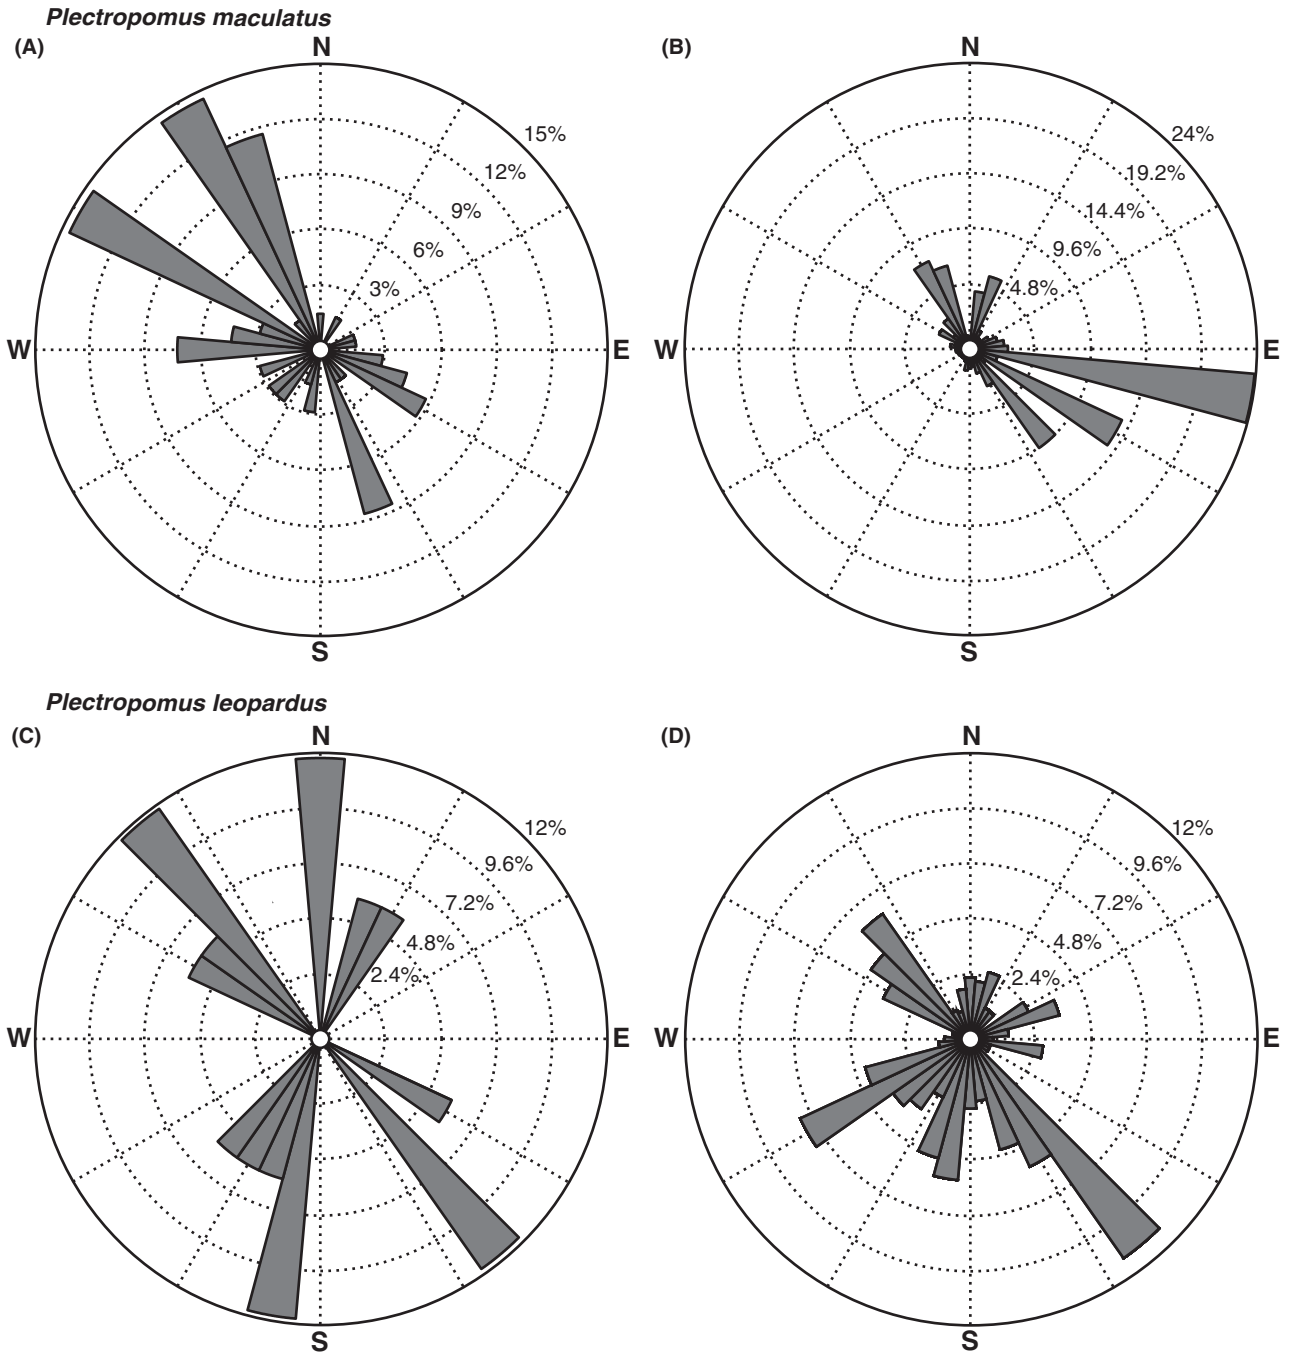 Plectropomus maculatus
(A)
N
15%
12%
9%
6%
3%
W
E
S
(B)
N
24%
19.2%
14.4%
9.6%
4.8%
W
E
S
Plectropomus leopardus
(C)
N
12%
9.6%
7.2%
4.8%
2.4%
W
E
S
(D)
N
12%
9.6%
7.2%
4.8%
2.4%
W
E
S